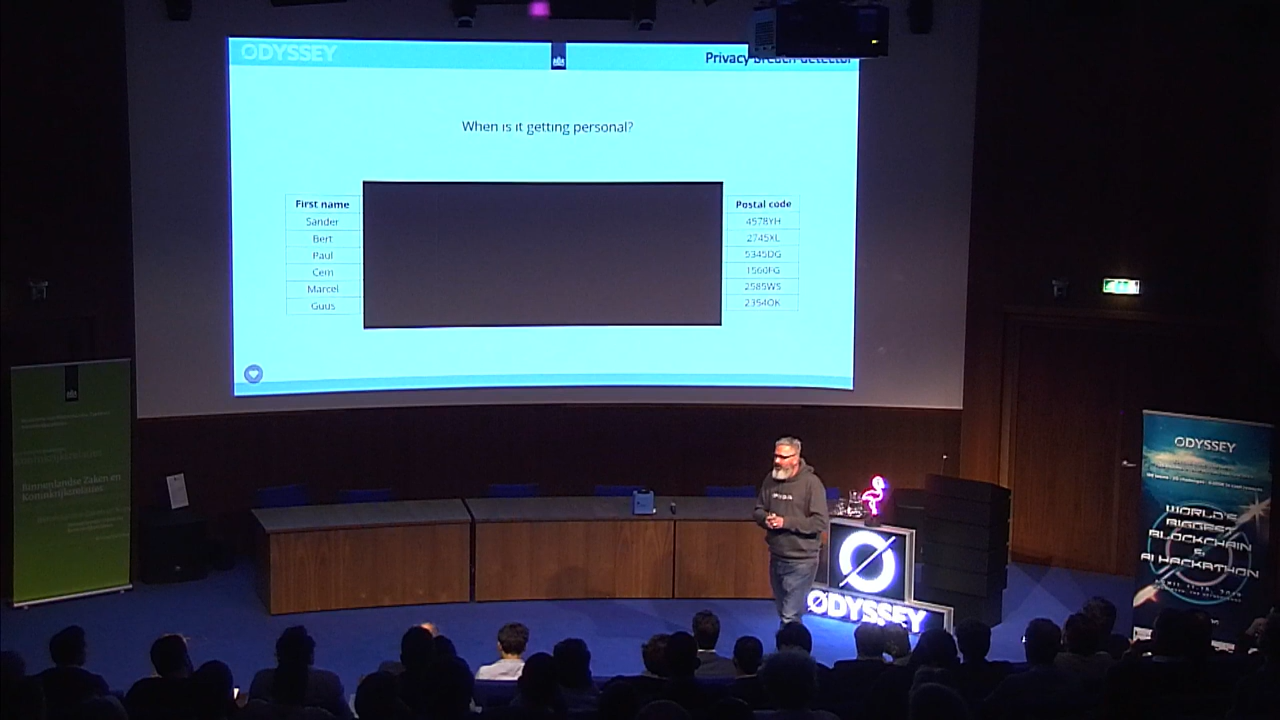 ODYSSEY
Privacy breach detector
When is it getting personal?
First name
Postal code
Sander
4578YH
Bert
2745XL
Paul
5345DG
Cem
1560FG
Marcel
2585WS
Guus
2354OK
Binnenlandse Zaken en
Koninkrijksrelaties
ODYSSEY
ODYSSEY
WORLD'S
BIGGEST
BLOCKCHAIN
&
AI HACKATHON